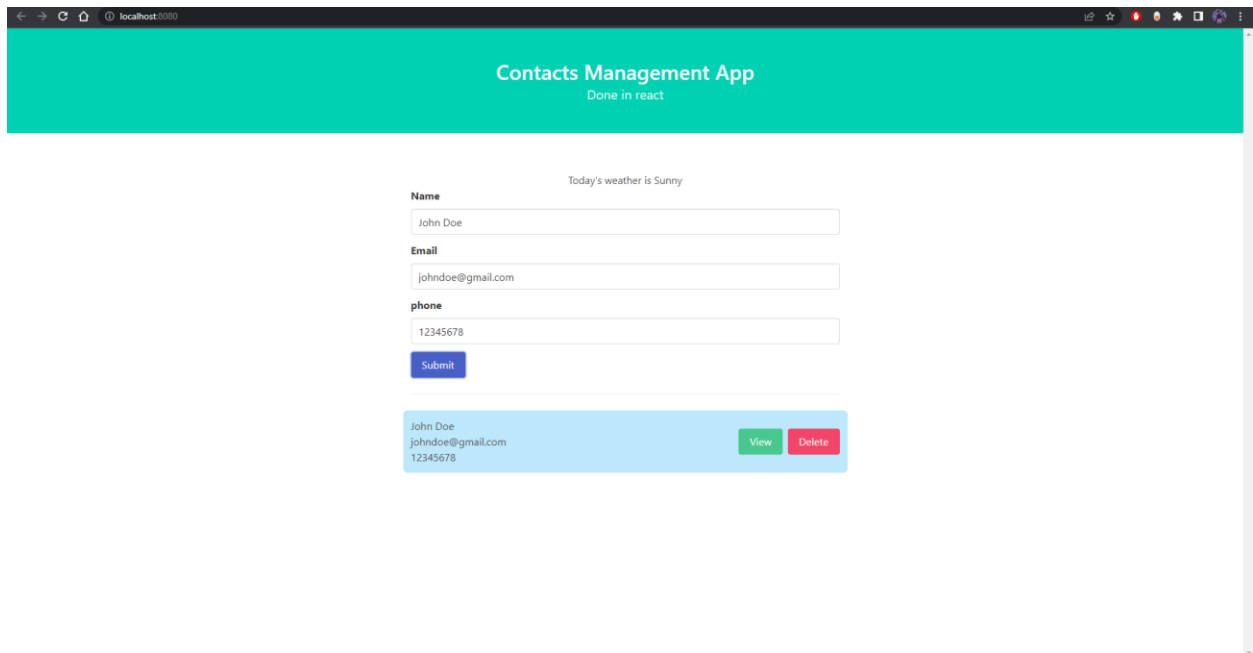 localhost:8080
Contacts Management App
Done in react
Today's weather is Sunny
Name
John Doe
Email
johndoe@gmail.com
phone
12345678
Submit
John Doe
johndoe@gmail.com
12345678
View Delete